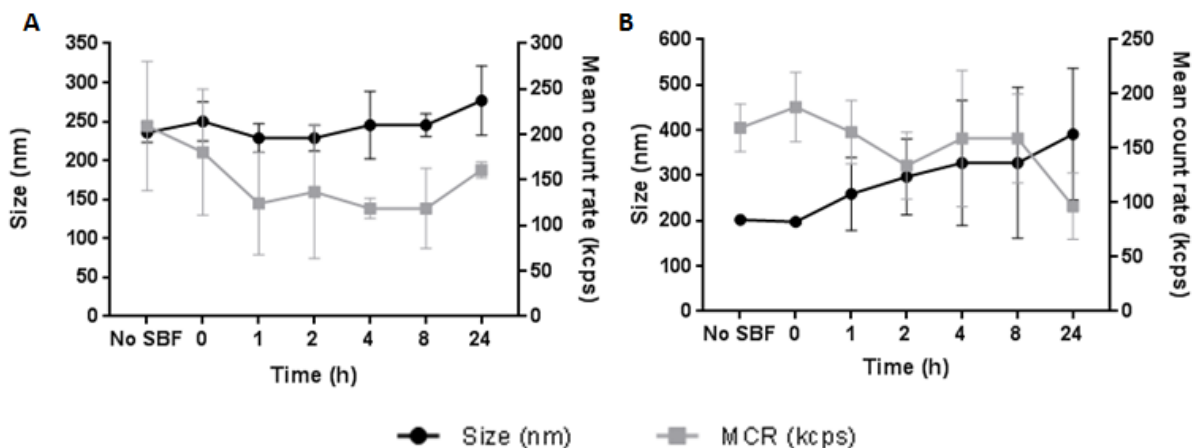 A
350
300
250
200
150
100
50
0
Size (nm)
300
250
200
150
100
50
0
Mean count rate (kcps)
No SBF 0 1 2 4 8 24
Time (h)
B
600
500
400
300
200
100
0
Size (nm)
250
200
150
100
50
0
Mean count rate (kcps)
No SBF 0 1 2 4 8 24
Time (h)
Size (nm) MCR (kcps)